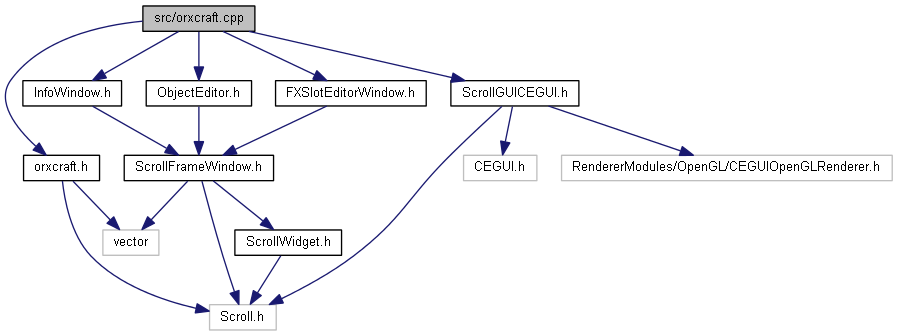 src/orxcraft.cpp
InfoWindow.h
ObjectEditor.h
FXSlotEditorWindow.h
ScrollGUICEGUI.h
orxcraft.h
ScrollFrameWindow.h
CEGUI.h
RendererModules/OpenGL/CEGUIOpenGLRenderer.h
vector
ScrollWidget.h
Scroll.h